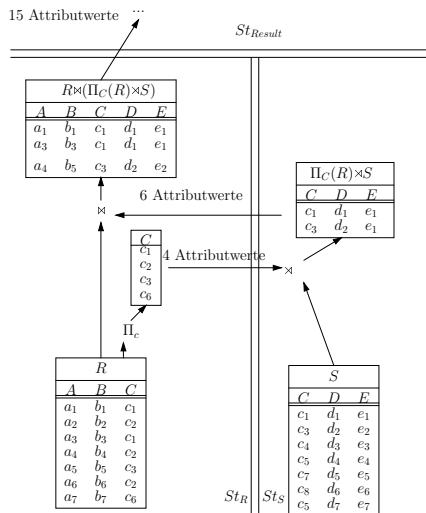 15 Attributwerte ...
St_Result
R⋈(Π_C(R)⋊S)
A B C D E
a₁ b₁ c₁ d₁ e₁
a₃ b₃ c₁ d₁ e₁
a₄ b₅ c₃ d₂ e₂
Π_C(R)⋊S
C D E
c₁ d₁ e₁
c₃ d₂ e₁
6 Attributwerte
⋈
C
c₁
c₂
c₃
c₆
4 Attributwerte
⋊
Π_c
R
A B C
a₁ b₁ c₁
a₂ b₂ c₂
a₃ b₃ c₁
a₄ b₄ c₂
a₅ b₅ c₃
a₆ b₆ c₂
a₇ b₇ c₆
S
C D E
c₁ d₁ e₁
c₃ d₂ e₂
c₄ d₃ e₃
c₅ d₄ e₄
c₇ d₅ e₅
c₈ d₆ e₆
c₅ d₇ e₇
St_R St_S